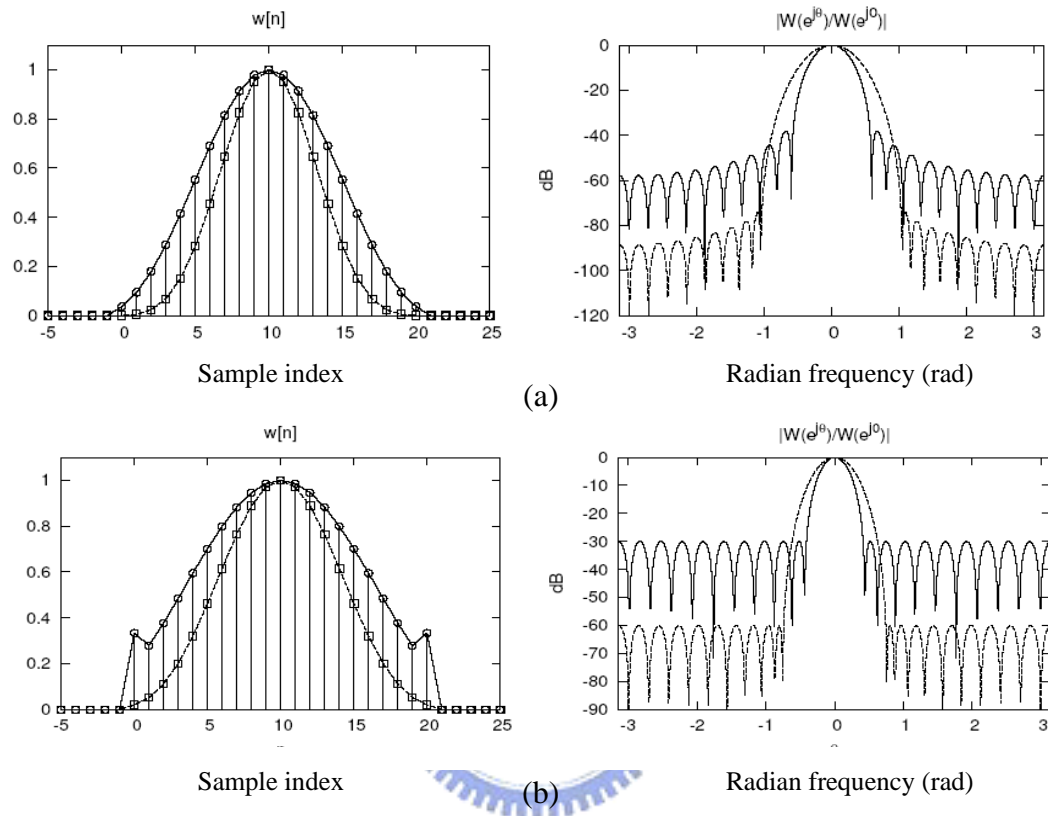 w[n]
|W(e^jθ)/W(e^j0)|
1
0.8
0.6
0.4
0.2
0
-5 0 5 10 15 20 25
Sample index
0
-20
-40
-60
-80
-100
-120
dB
-3 -2 -1 0 1 2 3
Radian frequency (rad)
(a)
w[n]
|W(e^jθ)/W(e^j0)|
1
0.8
0.6
0.4
0.2
0
-5 0 5 10 15 20 25
Sample index
0
-10
-20
-30
-40
-50
-60
-70
-80
-90
dB
-3 -2 -1 0 1 2 3
Radian frequency (rad)
(b)